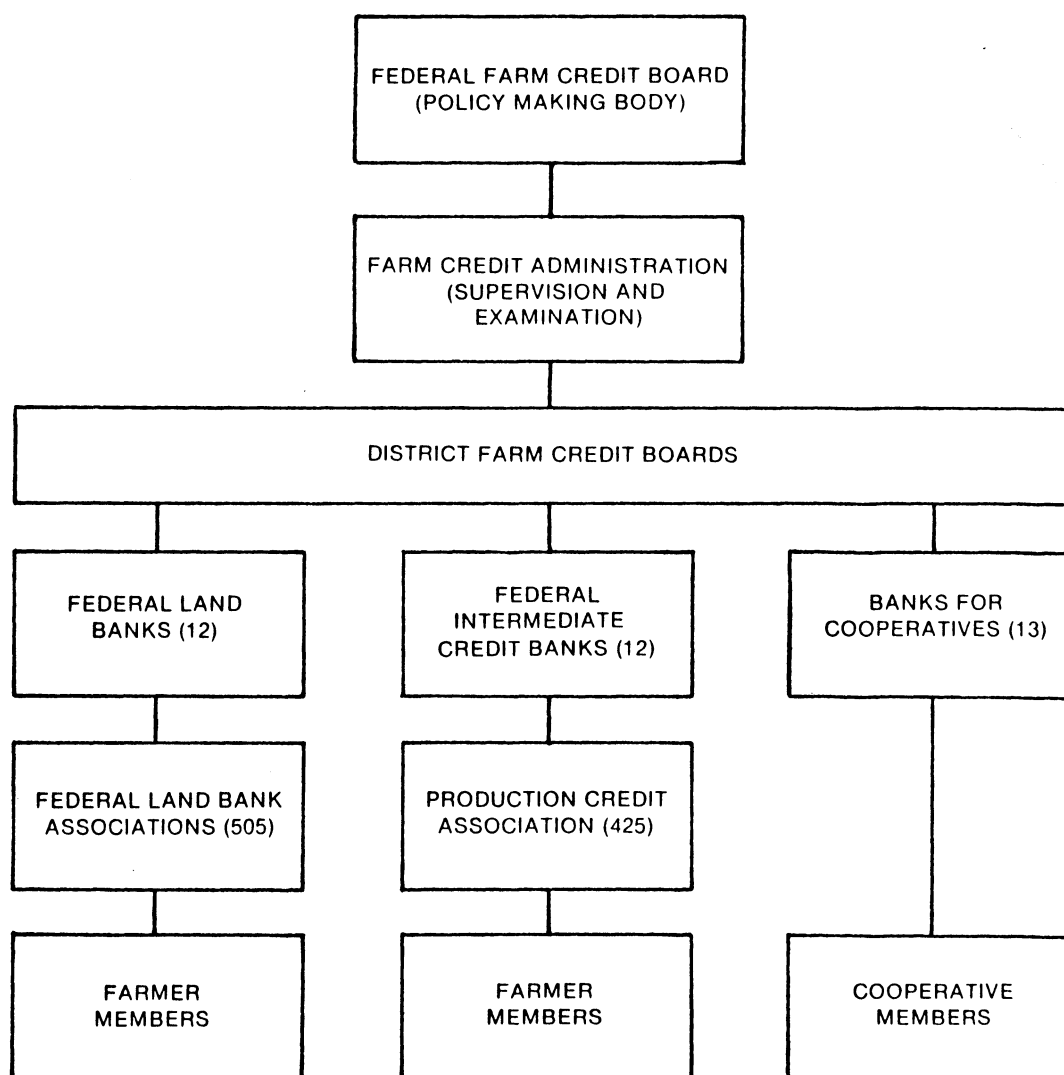 FEDERAL FARM CREDIT BOARD
(POLICY MAKING BODY)
FARM CREDIT ADMINISTRATION
(SUPERVISION AND
EXAMINATION)
DISTRICT FARM CREDIT BOARDS
FEDERAL LAND
BANKS (12)
FEDERAL
INTERMEDIATE
CREDIT BANKS (12)
BANKS FOR
COOPERATIVES (13)
FEDERAL LAND BANK
ASSOCIATIONS (505)
PRODUCTION CREDIT
ASSOCIATION (425)
FARMER
MEMBERS
FARMER
MEMBERS
COOPERATIVE
MEMBERS